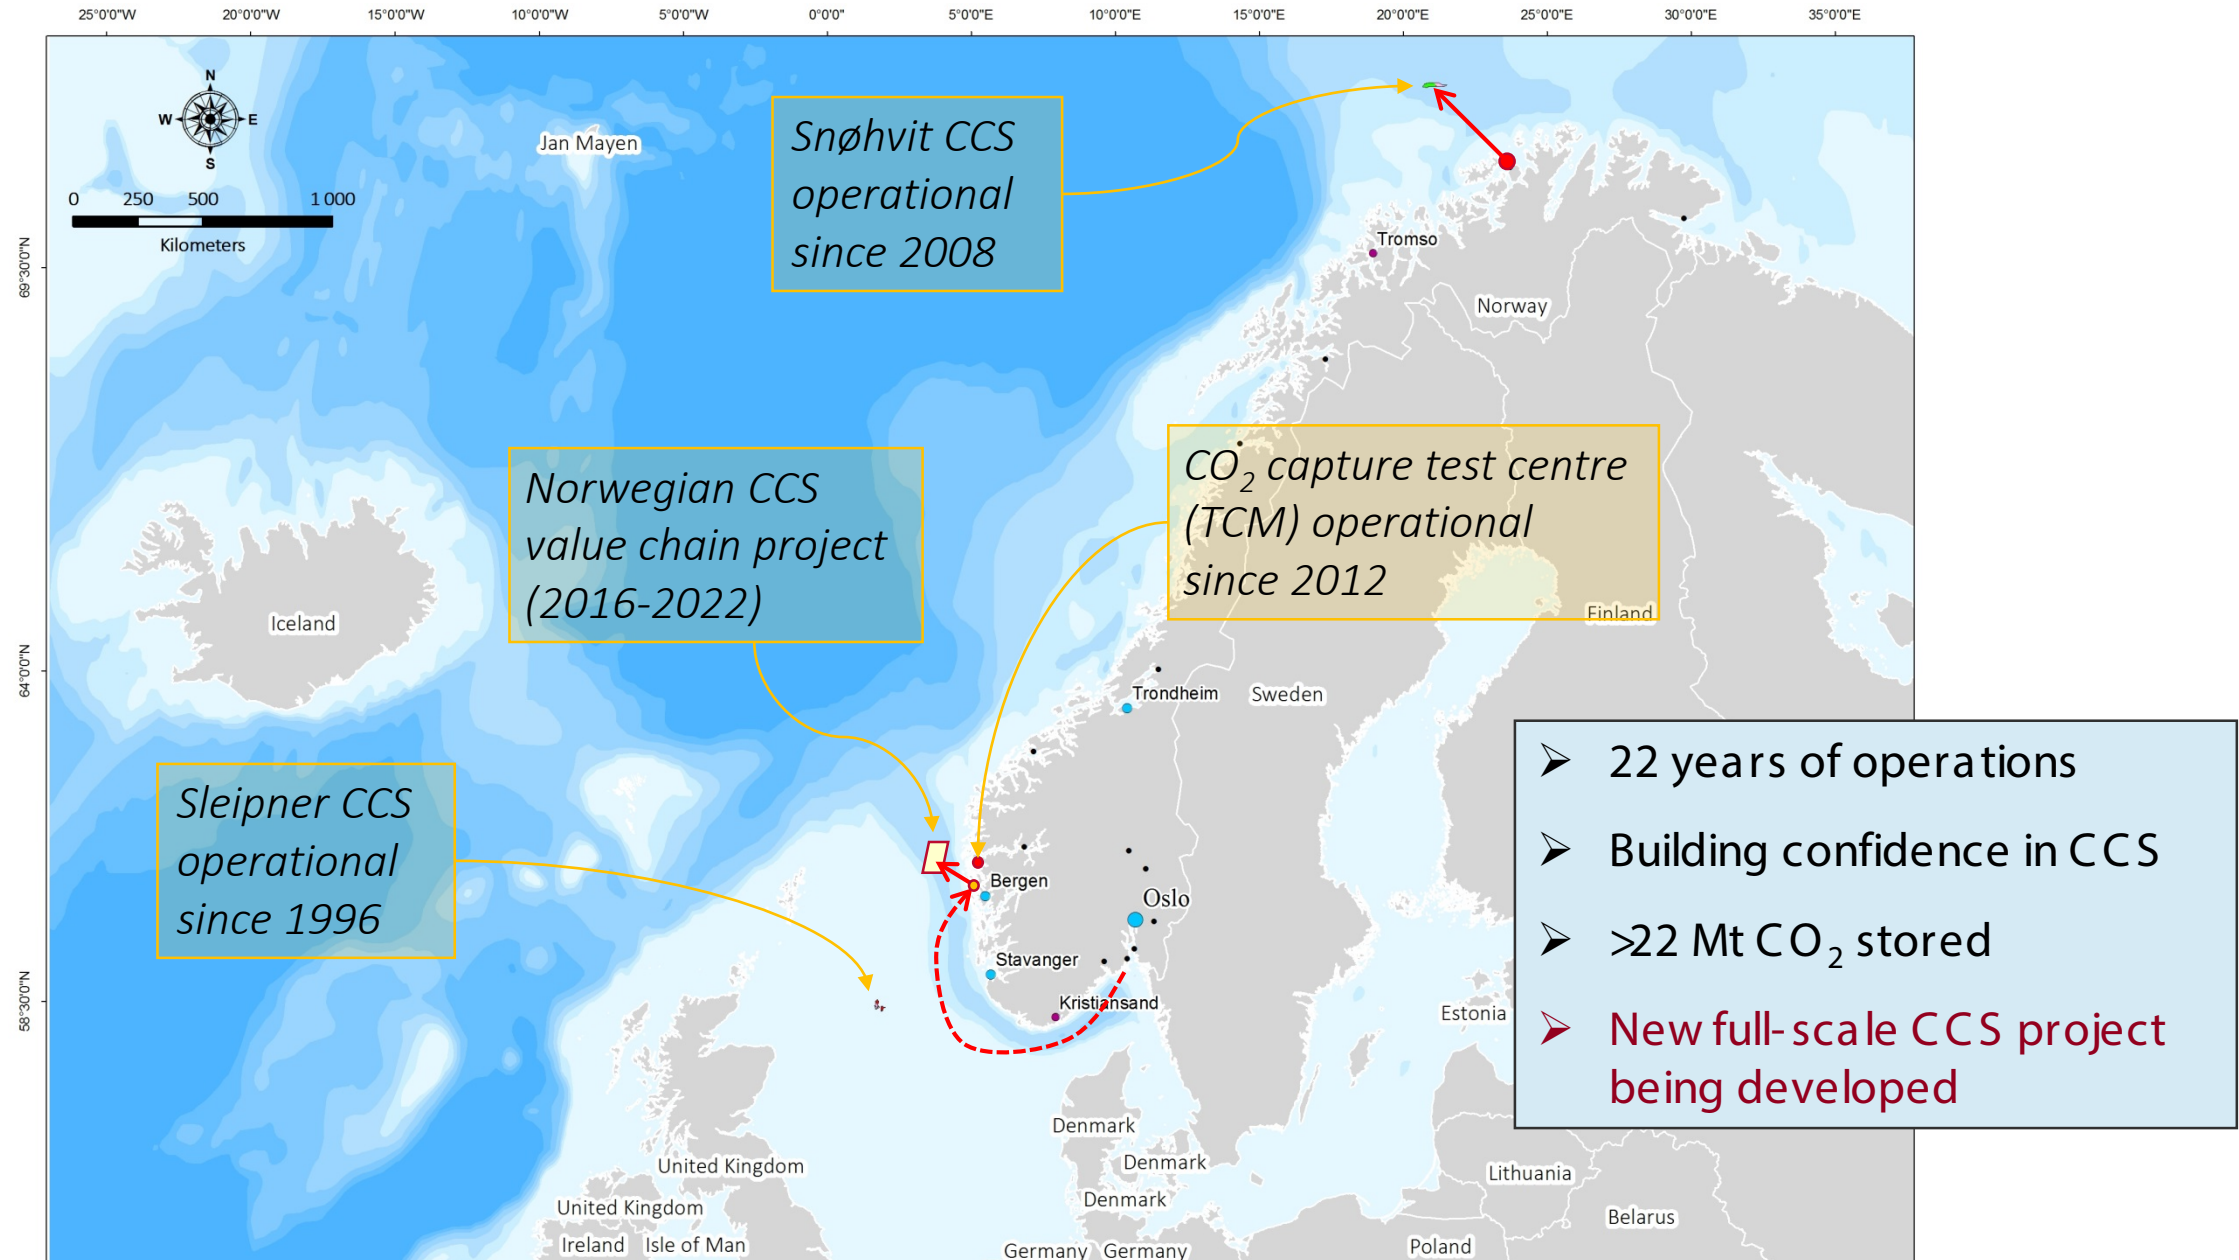 25°0'0"W
20°0'0"W
15°0'0"W
10°0'0"W
5°0'0"W
0°0'0"
5°0'0"E
10°0'0"E
15°0'0"E
20°0'0"E
25°0'0"E
30°0'0"E
35°0'0"E
69°30'0"N
64°0'0"N
58°30'0"N
N
W
E
S
0
250
500
1 000
Kilometers
Jan Mayen
Snøhvit CCS
operational
since 2008
Tromso
Norway
Norwegian CCS
value chain project
(2016-2022)
CO₂ capture test centre
(TCM) operational
since 2012
Finland
Iceland
Trondheim
Sweden
Sleipner CCS
operational
since 1996
Bergen
Oslo
Stavanger
Kristiansand
Estonia
➢ 22 years of operations
➢ Building confidence in CCS
➢ >22 Mt CO₂ stored
➢ New full-scale CCS project
being developed
Denmark
Denmark
Denmark
United Kingdom
United Kingdom
Ireland
Isle of Man
Germany
Germany
Poland
Lithuania
Belarus